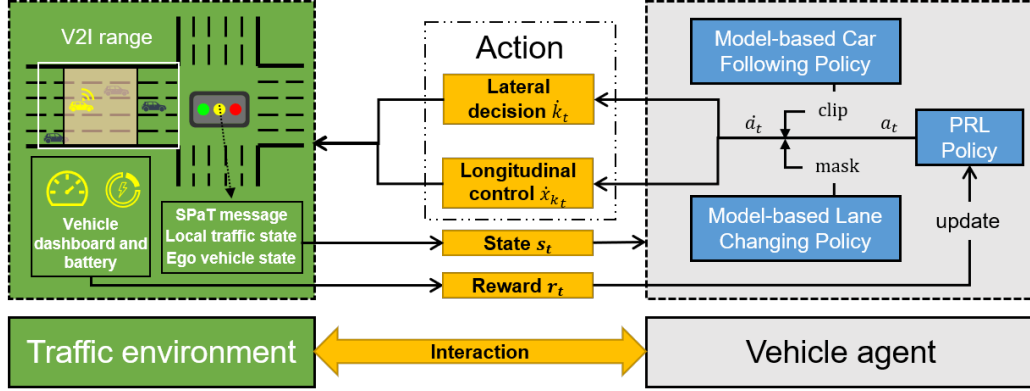 V2I range
Vehicle
dashboard and
battery
SPaT message
Local traffic state
Ego vehicle state
Action
Lateral
decision k̇ₜ
Longitudinal
control ẋₖₜ
State sₜ
Reward rₜ
Model-based Car
Following Policy
clip
ȧₜ
aₜ
mask
PRL
Policy
Model-based Lane
Changing Policy
update
Traffic environment
Interaction
Vehicle agent